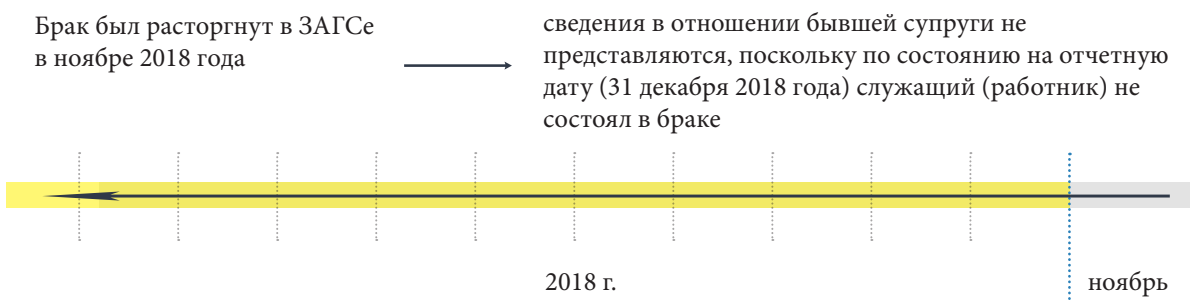 Брак был расторгнут в ЗАГСе
в ноябре 2018 года
сведения в отношении бывшей супруги не
представляются, поскольку по состоянию на отчетную
дату (31 декабря 2018 года) служащий (работник) не
состоял в браке
2018 г.
ноябрь